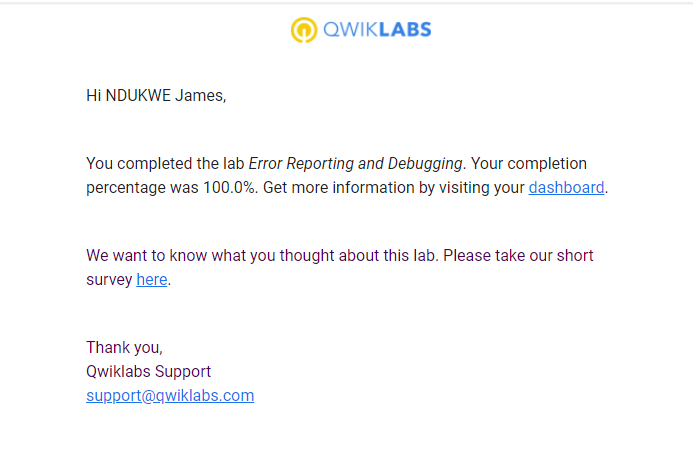 QWIKLABS
Hi NDUKWE James,
You completed the lab Error Reporting and Debugging. Your completion
percentage was 100.0%. Get more information by visiting your dashboard.
We want to know what you thought about this lab. Please take our short
survey here.
Thank you,
Qwiklabs Support
support@qwiklabs.com